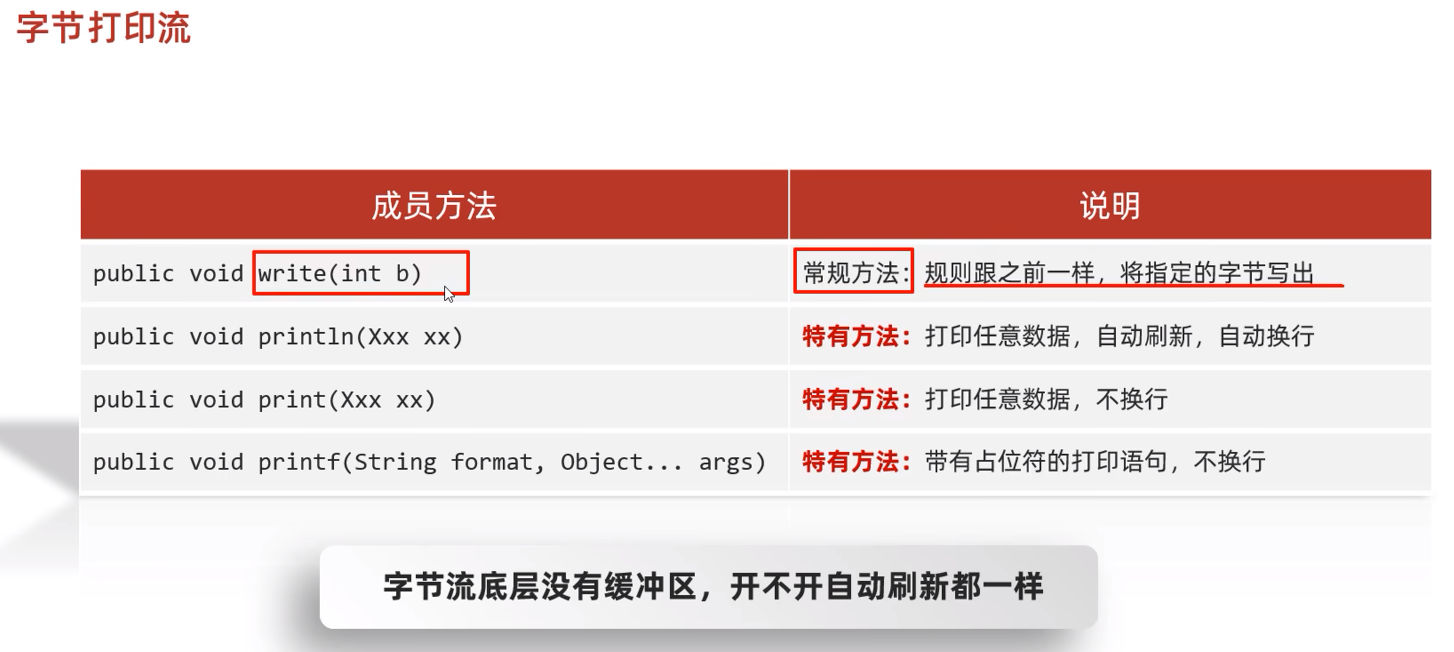 字节打印流
成员方法 说明
public void write(int b) 常规方法：规则跟之前一样，将指定的字节写出
public void println(Xxx xx) 特有方法：打印任意数据，自动刷新，自动换行
public void print(Xxx xx) 特有方法：打印任意数据，不换行
public void printf(String format, Object... args) 特有方法：带有占位符的打印语句，不换行
字节流底层没有缓冲区，开不开自动刷新都一样